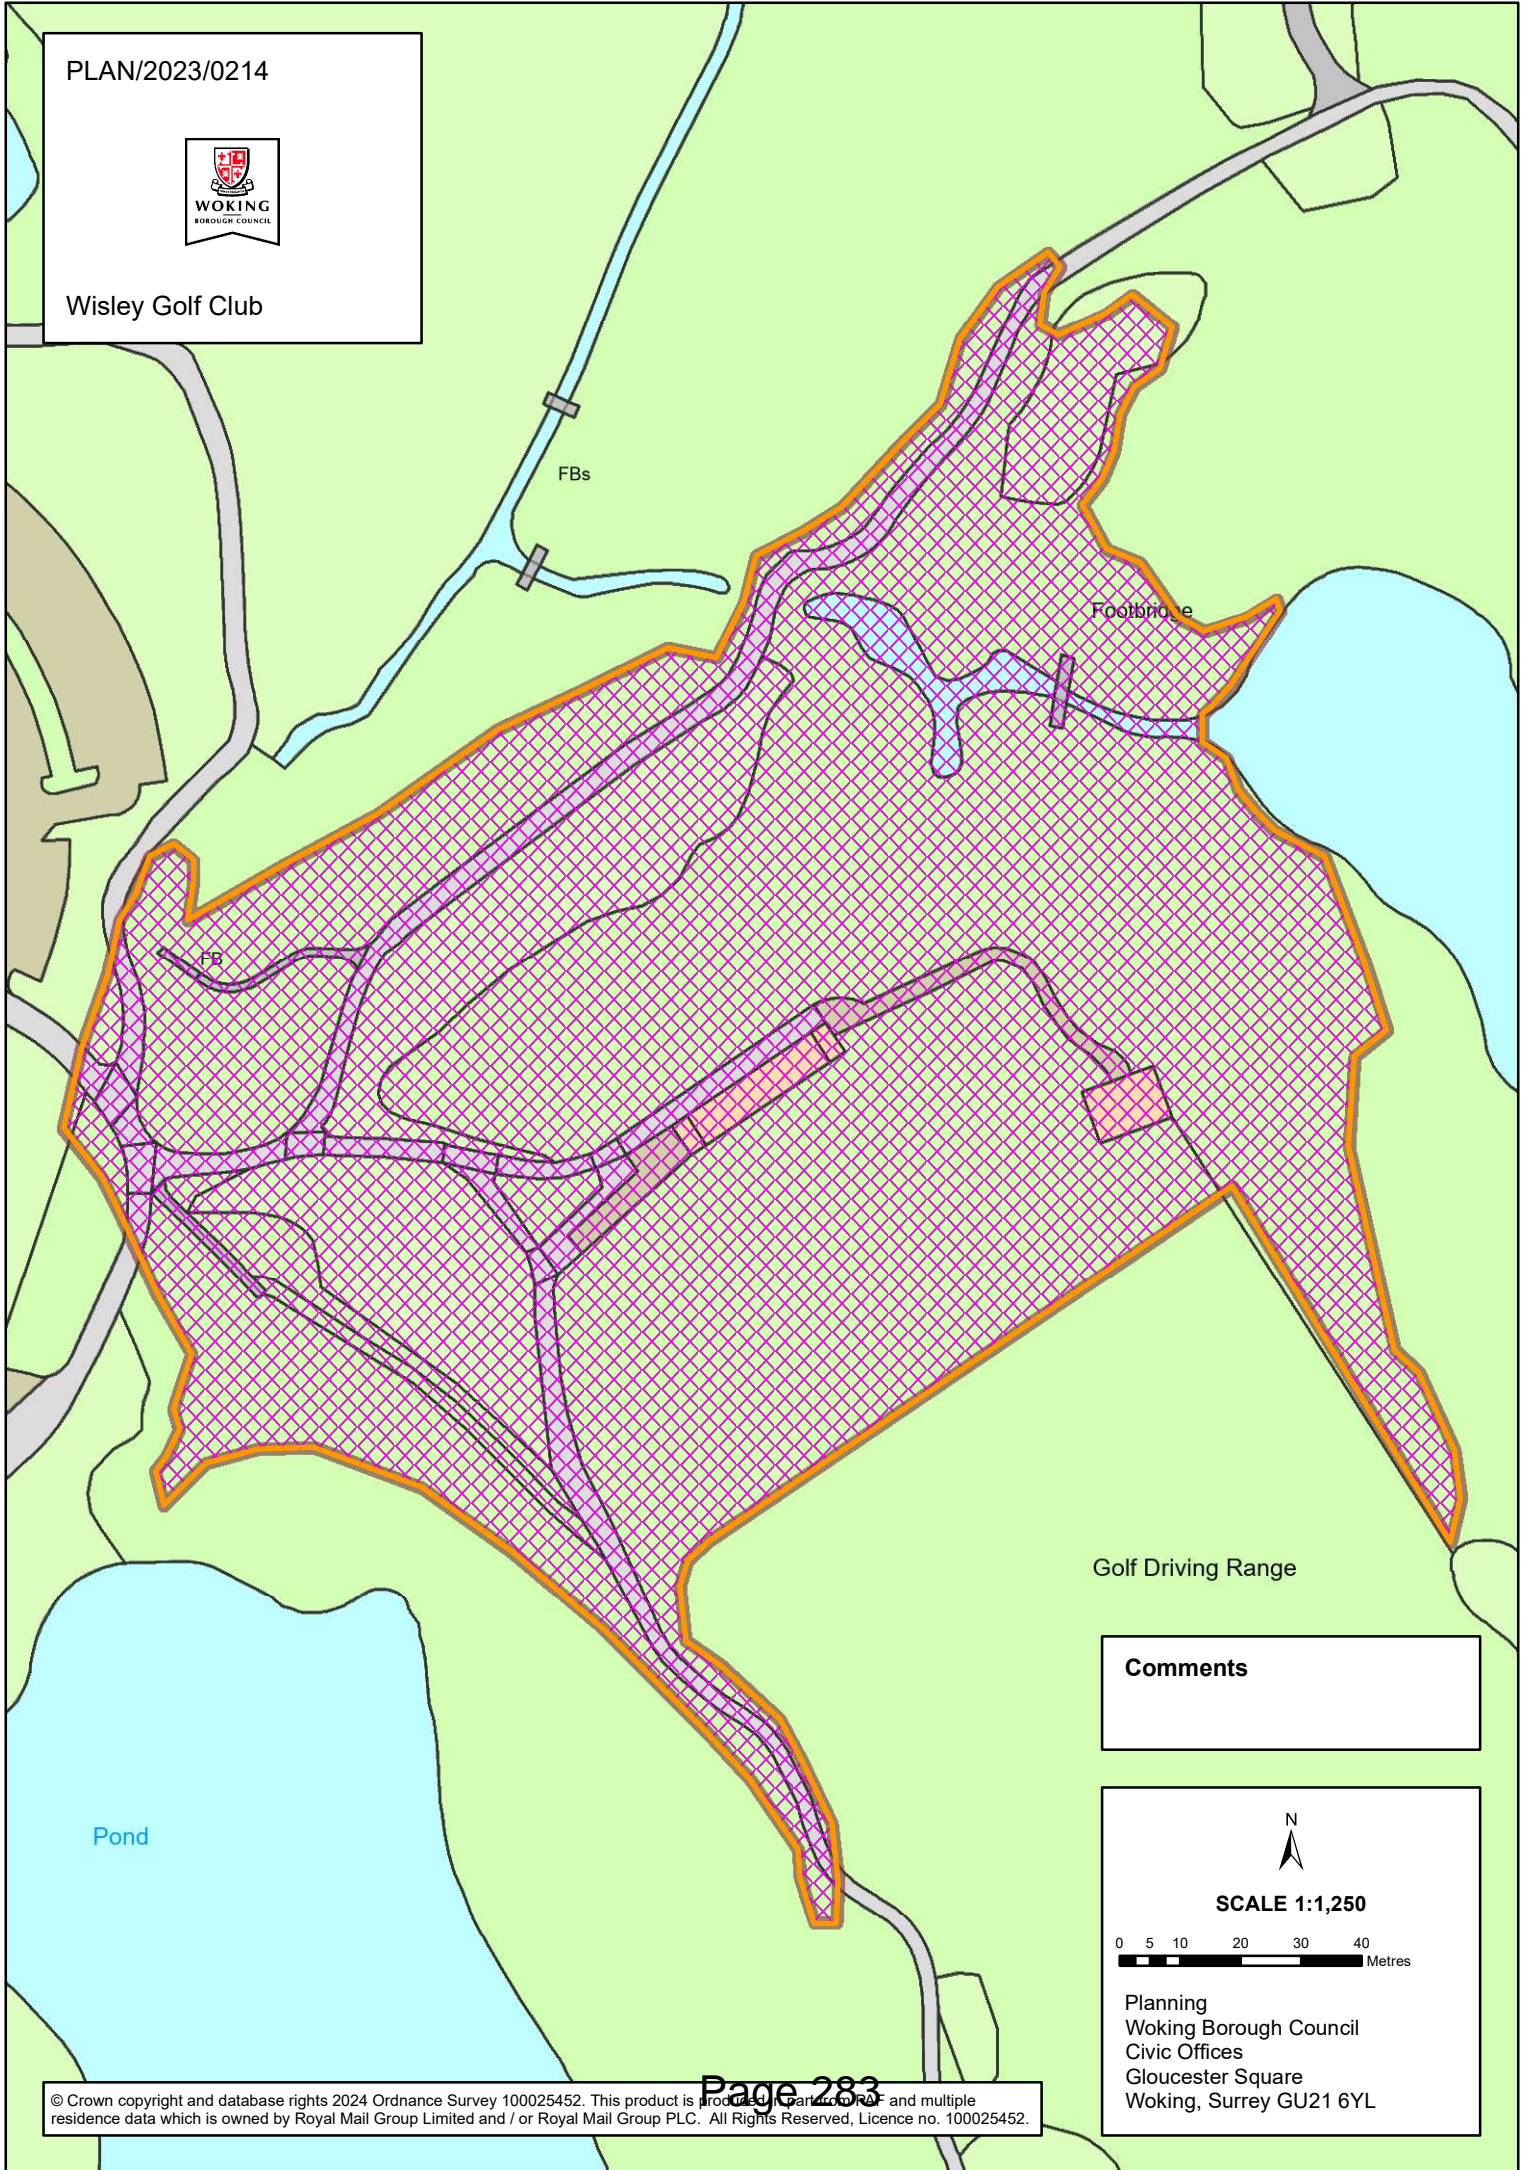 PLAN/2023/0214
WOKING
BOROUGH COUNCIL
Wisley Golf Club
FBs
Footbridge
FB
Golf Driving Range
Comments
Pond
N
SCALE 1:1,250
0 5 10 20 30 40
Metres
Planning
Woking Borough Council
Civic Offices
Gloucester Square
Woking, Surrey GU21 6YL
Page 283
© Crown copyright and database rights 2024 Ordnance Survey 100025452. This product is produced in part from PAF and multiple
residence data which is owned by Royal Mail Group Limited and / or Royal Mail Group PLC. All Rights Reserved, Licence no. 100025452.